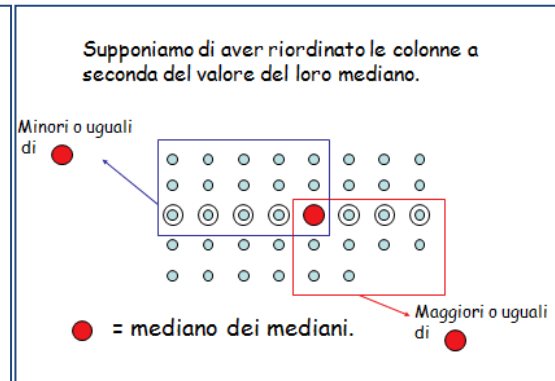 Supponiamo di aver riordinato le colonne a
seconda del valore del loro mediano.
Minori o uguali
di
Maggiori o uguali
di
= mediano dei mediani.